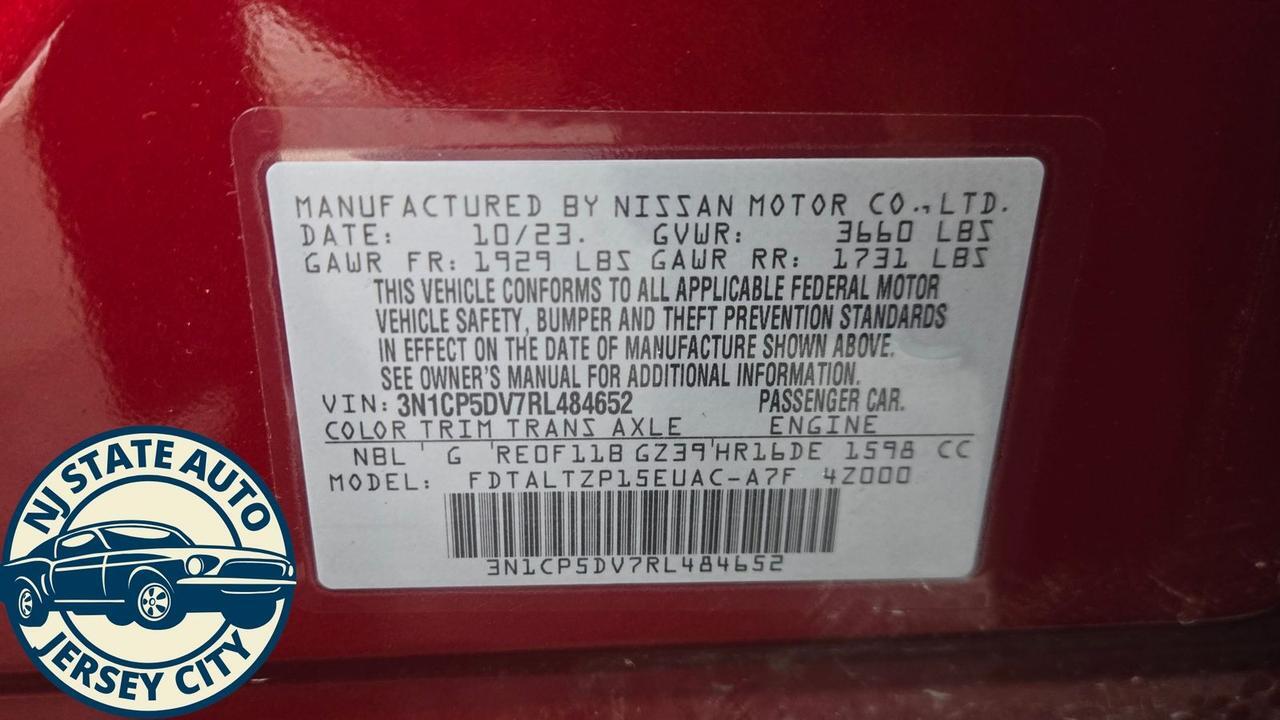 MANUFACTURED BY NISSAN MOTOR CO., LTD.
DATE: 10/23. GVWR: 3660 LBS
GAWR FR: 1929 LBS GAWR RR: 1731 LBS
THIS VEHICLE CONFORMS TO ALL APPLICABLE FEDERAL MOTOR
VEHICLE SAFETY, BUMPER AND THEFT PREVENTION STANDARDS
IN EFFECT ON THE DATE OF MANUFACTURE SHOWN ABOVE.
SEE OWNER'S MANUAL FOR ADDITIONAL INFORMATION.
VIN: 3N1CP5DV7RL484652 PASSENGER CAR.
COLOR TRIM TRANS AXLE ENGINE
NBL ' G 'RE0F11B GZ39'HR16DE 1598 CC
MODEL: FDTALTZP15EUAC-A7F 4Z000
3N1CP5DV7RL484652
NJ STATE AUTO
JERSEY CITY